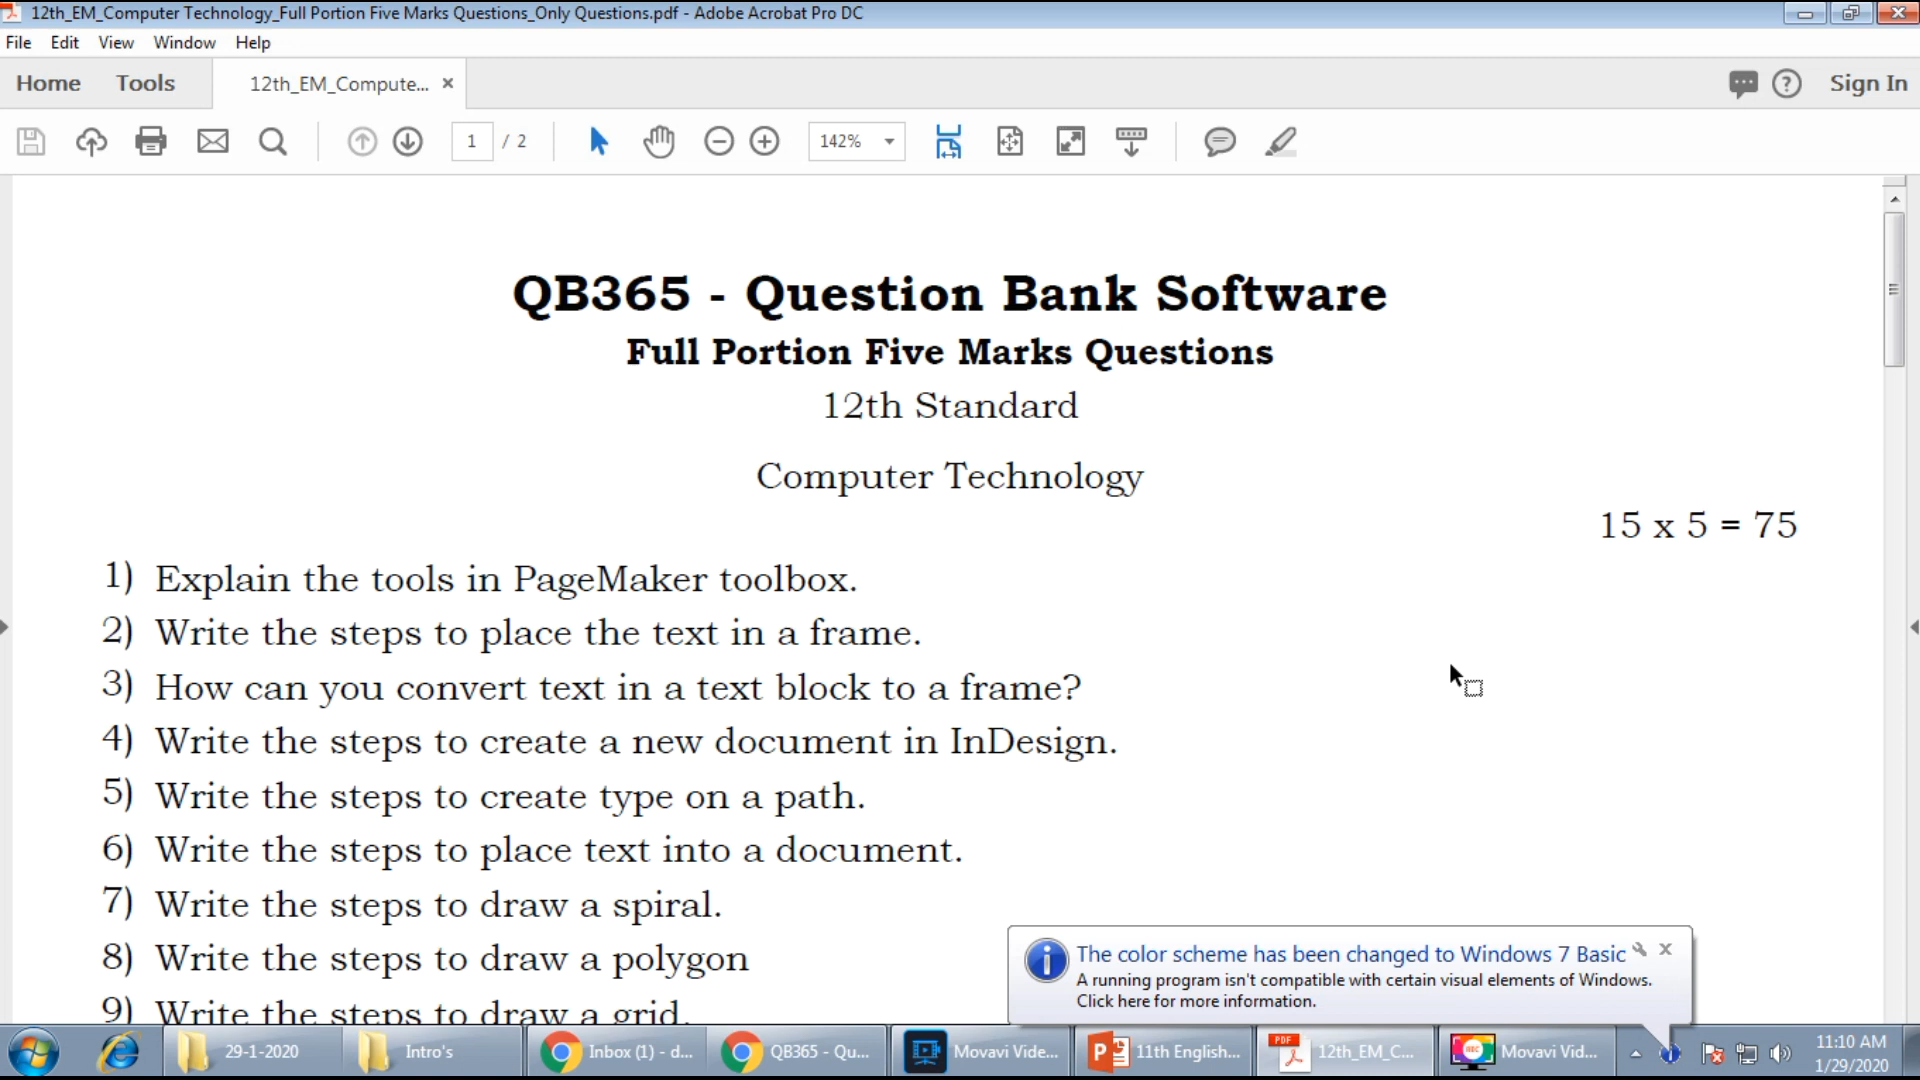 12th_EM_Computer Technology_Full Portion Five Marks Questions_Only Questions.pdf - Adobe Acrobat Pro DC
File Edit View Window Help
Home Tools 12th_EM_Compute... × Sign In
1 / 2 142%
QB365 - Question Bank Software
Full Portion Five Marks Questions
12th Standard
Computer Technology
15 x 5 = 75
1) Explain the tools in PageMaker toolbox.
2) Write the steps to place the text in a frame.
3) How can you convert text in a text block to a frame?
4) Write the steps to create a new document in InDesign.
5) Write the steps to create type on a path.
6) Write the steps to place text into a document.
7) Write the steps to draw a spiral.
8) Write the steps to draw a polygon
9) Write the steps to draw a grid.
The color scheme has been changed to Windows 7 Basic
A running program isn't compatible with certain visual elements of Windows.
Click here for more information.
29-1-2020 Intro's Inbox (1) - d... QB365 - Qu... Movavi Vide... 11th English... PDF 12th_EM_C... Movavi Vid... 11:10 AM
1/29/2020